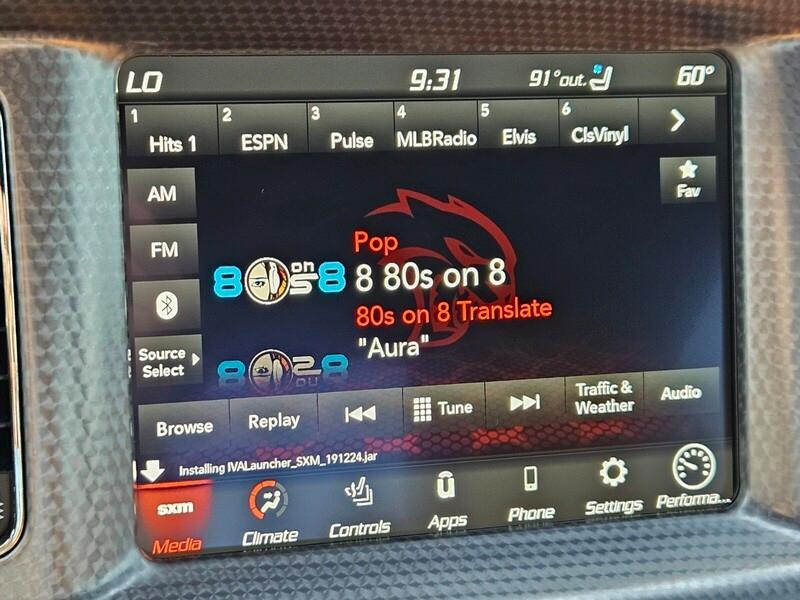 LO 9:31 91°out. 60°
1 Hits 1 2 ESPN 3 Pulse 4 MLBRadio 5 Elvis 6 ClsVinyl
AM
Fav
FM
Pop
80s on 8 8 80s on 8
80s on 8 Translate
Source
Select
"Aura"
Browse Replay Tune Traffic &
Weather Audio
Installing IVALauncher_SXM_191224.jar
sxm
Media Climate Controls Apps Phone Settings Performa...